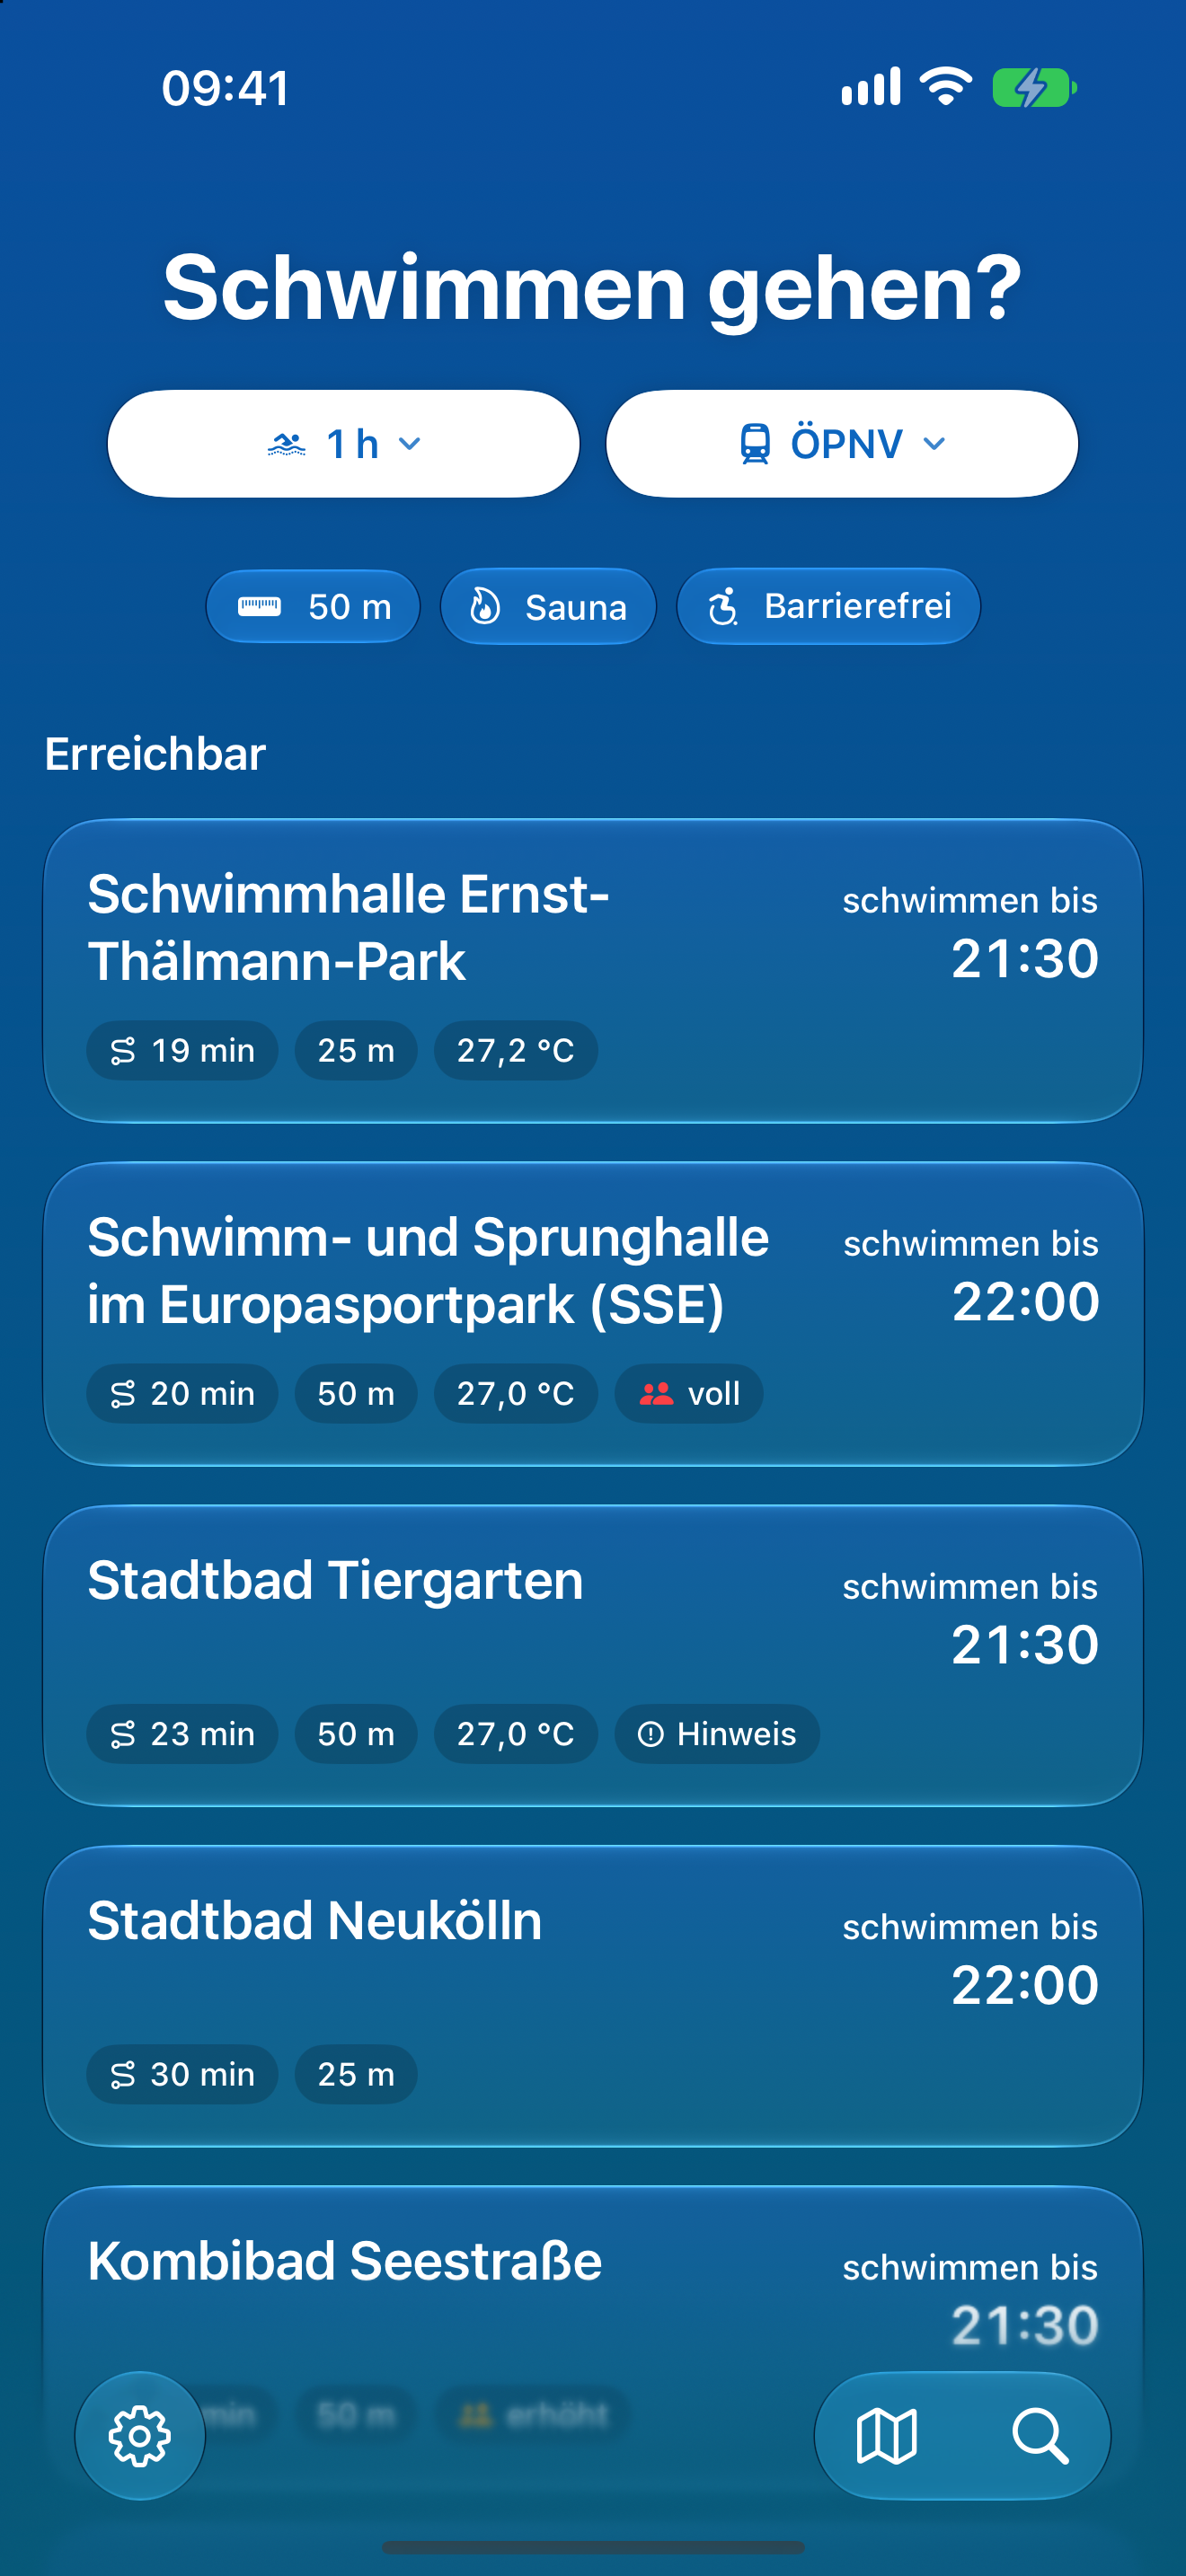 09:41
Schwimmen gehen?
1 h
ÖPNV
50 m
Sauna
Barrierefrei
Erreichbar
Schwimmhalle Ernst-
Thälmann-Park
schwimmen bis
21:30
19 min
25 m
27,2 °C
Schwimm- und Sprunghalle
im Europasportpark (SSE)
schwimmen bis
22:00
20 min
50 m
27,0 °C
voll
Stadtbad Tiergarten
schwimmen bis
21:30
23 min
50 m
27,0 °C
Hinweis
Stadtbad Neukölln
schwimmen bis
22:00
30 min
25 m
Kombibad Seestraße
schwimmen bis
21:30
min
50 m
erhöht